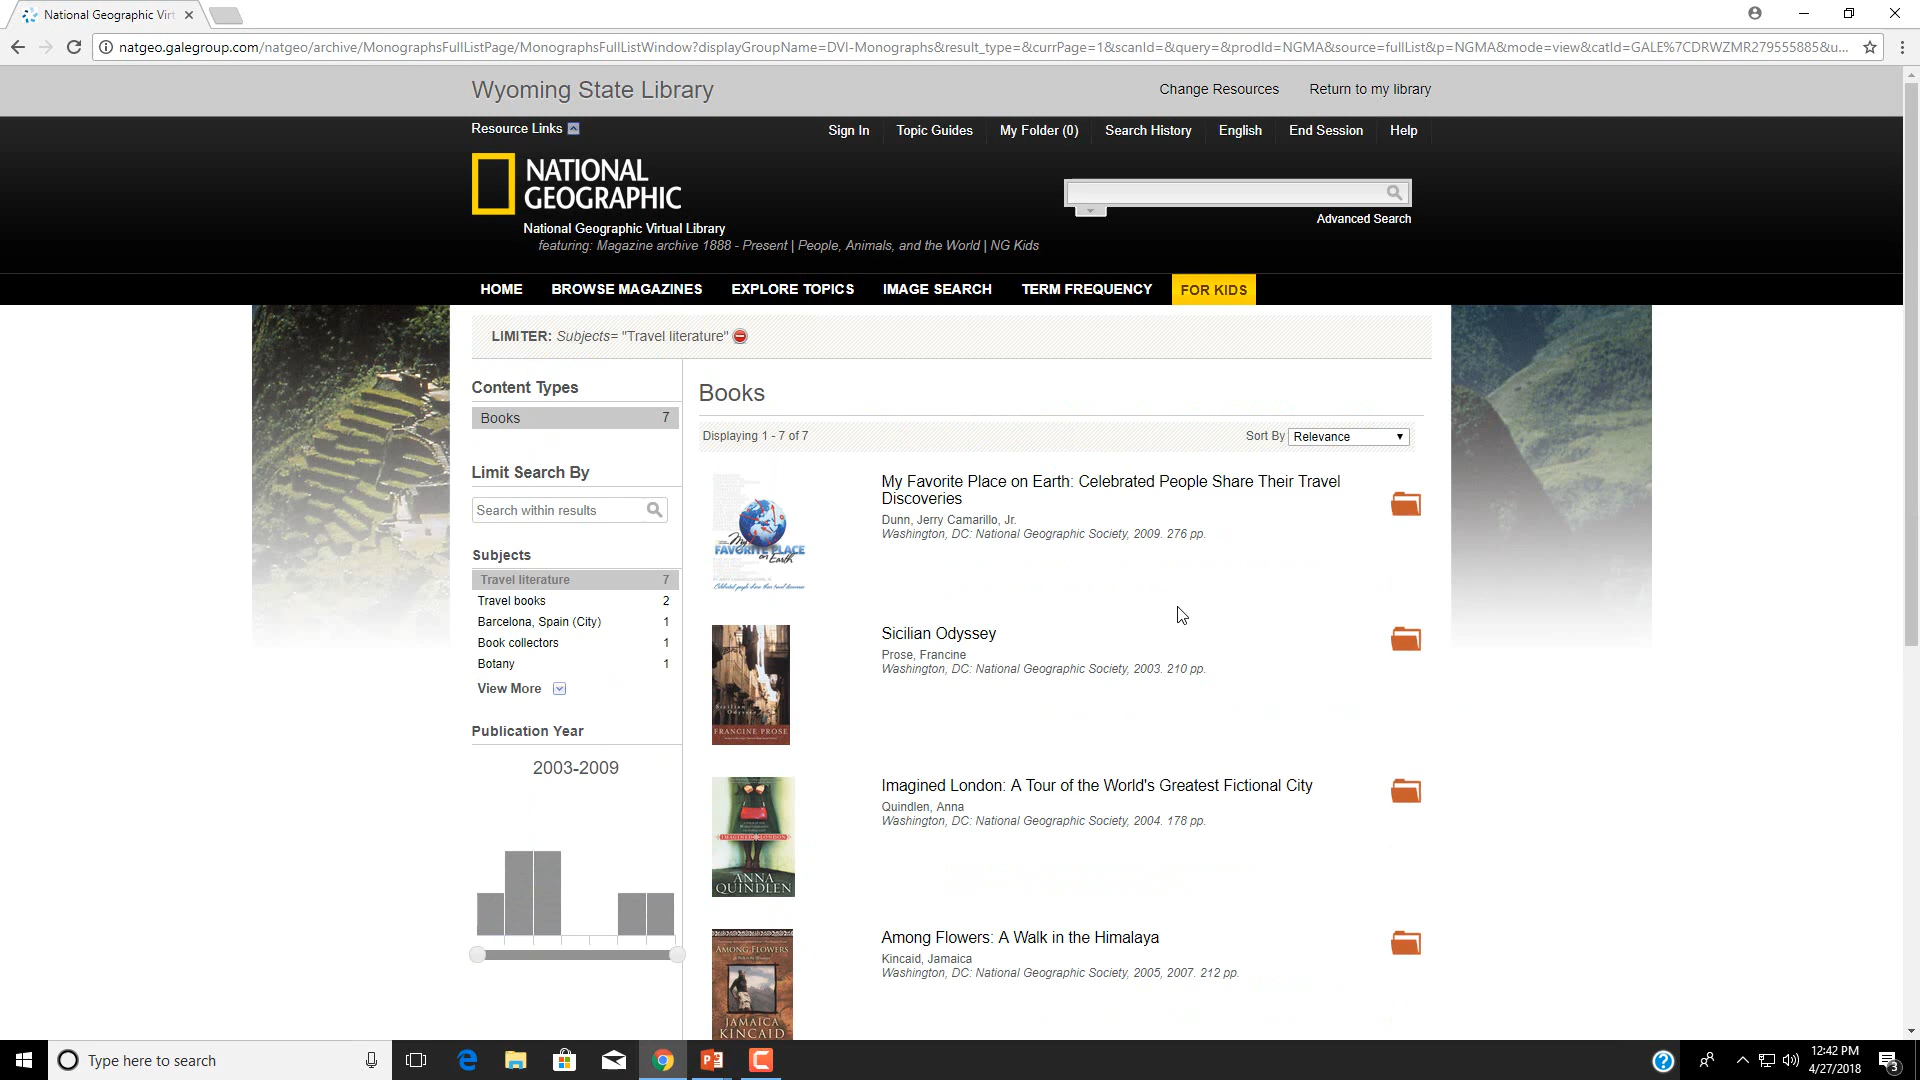 National Geographic Virt
natgeo.galegroup.com/natgeo/archive/MonographsFullListPage/MonographsFullListWindow?displayGroupName=DVI-Monographs&result_type=&currPage=1&scanId=&query=&prodId=NGMA&source=fullList&p=NGMA&mode=view&catId=GALE%7CDRWZMR279555885&u...
Wyoming State Library
Change Resources
Return to my library
Resource Links
Sign In
Topic Guides
My Folder (0)
Search History
English
End Session
Help
NATIONAL
GEOGRAPHIC
Advanced Search
National Geographic Virtual Library
featuring: Magazine archive 1888 - Present | People, Animals, and the World | NG Kids
HOME
BROWSE MAGAZINES
EXPLORE TOPICS
IMAGE SEARCH
TERM FREQUENCY
FOR KIDS
LIMITER: Subjects= "Travel literature"
Content Types
Books 7
Limit Search By
Search within results
Subjects
Travel literature 7
Travel books 2
Barcelona, Spain (City) 1
Book collectors 1
Botany 1
View More
Publication Year
2003-2009
Books
Displaying 1 - 7 of 7
Sort By Relevance
My FAVORITE PLACE
on Earth
My Favorite Place on Earth: Celebrated People Share Their Travel
Discoveries
Dunn, Jerry Camarillo, Jr.
Washington, DC: National Geographic Society, 2009. 276 pp.
Sicilian
Odyssey
FRANCINE PROSE
Sicilian Odyssey
Prose, Francine
Washington, DC: National Geographic Society, 2003. 210 pp.
ANNA
QUINDLEN
Imagined London: A Tour of the World's Greatest Fictional City
Quindlen, Anna
Washington, DC: National Geographic Society, 2004. 178 pp.
AMONG FLOWERS
JAMAICA
KINCAID
Among Flowers: A Walk in the Himalaya
Kincaid, Jamaica
Washington, DC: National Geographic Society, 2005, 2007. 212 pp.
Type here to search
12:42 PM
4/27/2018
3